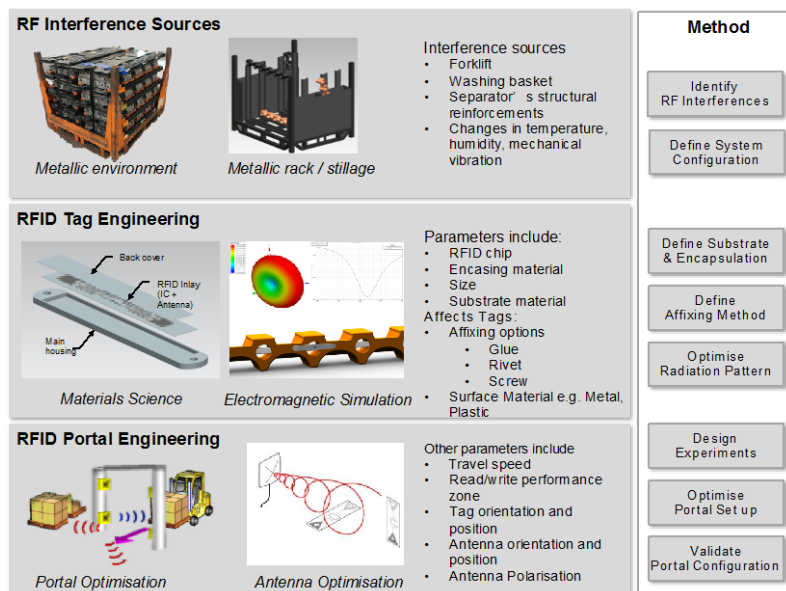 RF Interference Sources
Metallic environment
Metallic rack / stillage
Interference sources
• Forklift
• Washing basket
• Separator’ s structural
reinforcements
• Changes in temperature,
humidity, mechanical
vibration
RFID Tag Engineering
Back cover
RFID Inlay
(IC +
Antenna)
Main
housing
Materials Science
Electromagnetic Simulation
Parameters include:
• RFID chip
• Encasing material
• Size
• Substrate material
Affects Tags:
• Affixing options
• Glue
• Rivet
• Screw
• Surface Material e.g. Metal,
Plastic
RFID Portal Engineering
Portal Optimisation
Antenna Optimisation
Other parameters include
• Travel speed
• Read/write performance
zone
• Tag orientation and
position
• Antenna orientation and
position
• Antenna Polarisation
Method
Identify
RF Interferences
Define System
Configuration
Define Substrate
& Encapsulation
Define
Affixing Method
Optimise
Radiation Pattern
Design
Experiments
Optimise
Portal Set up
Validate
Portal Configuration